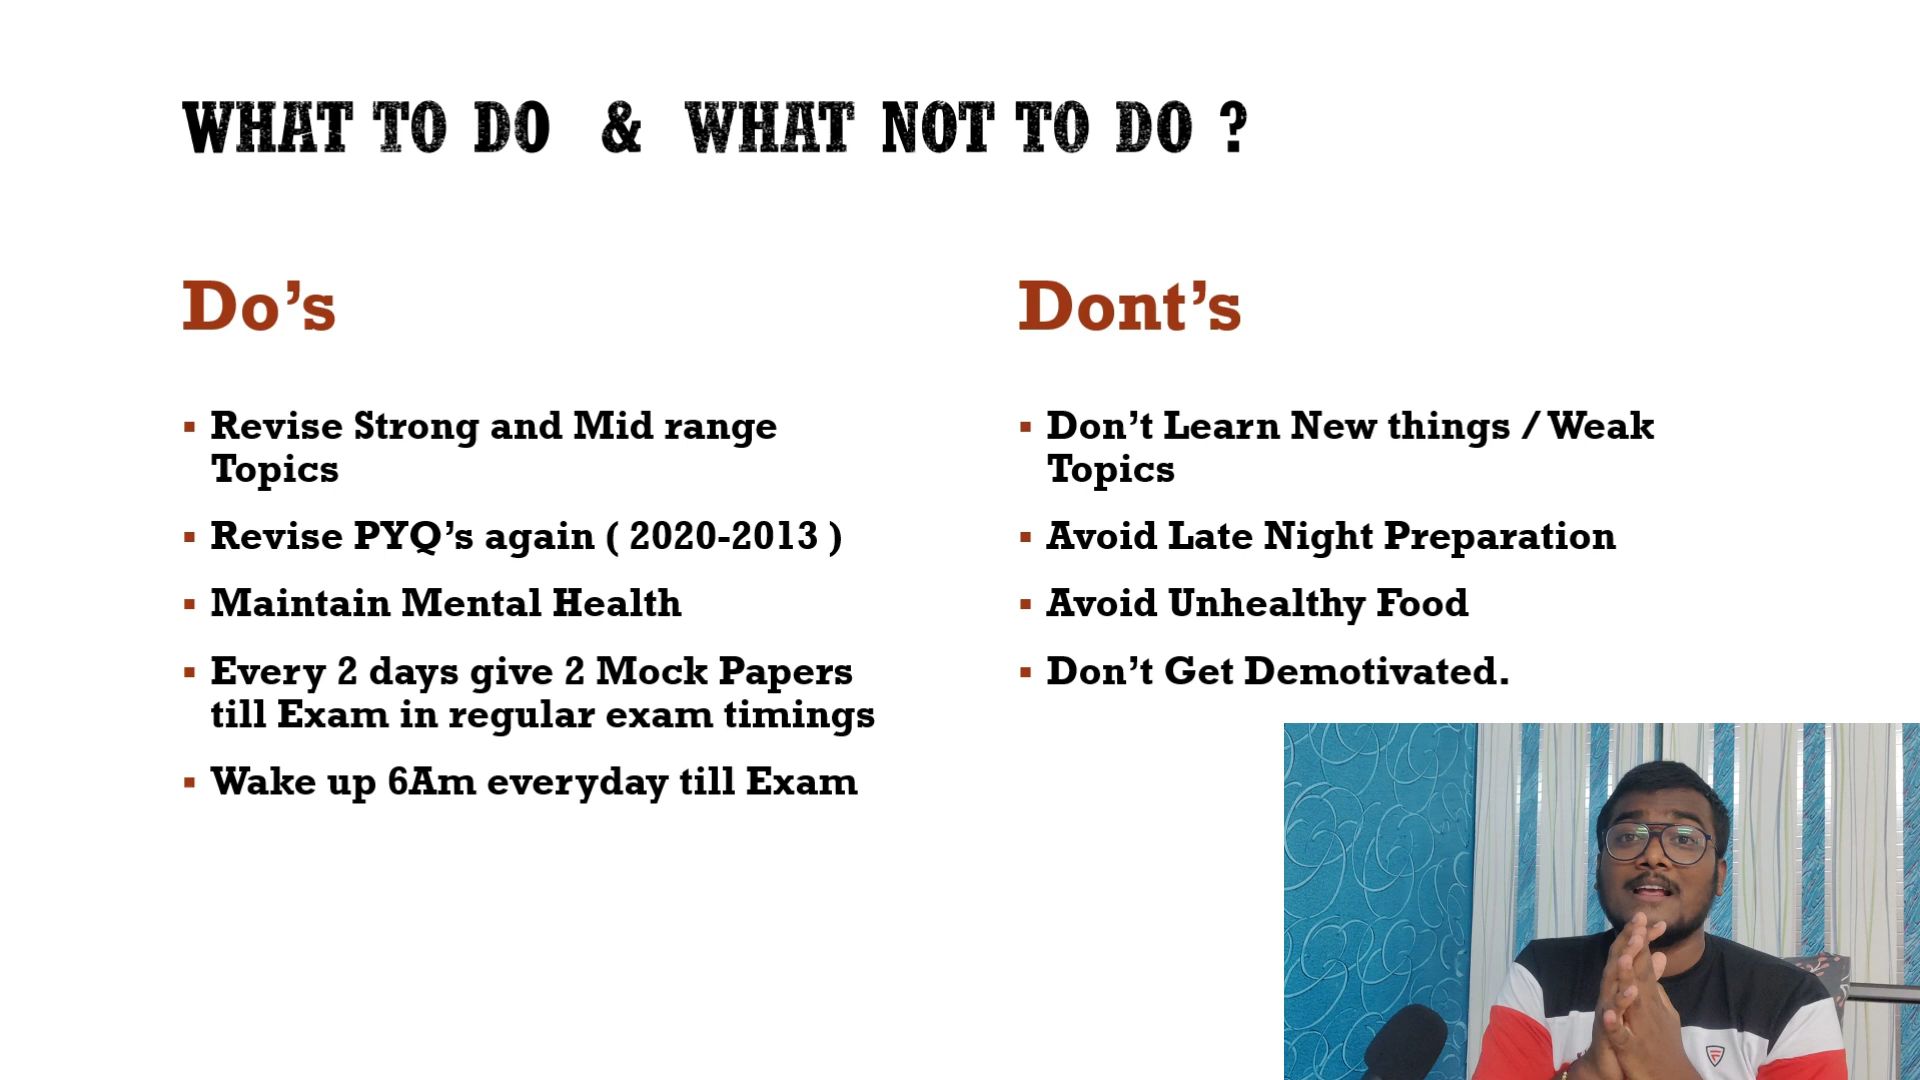 WHAT TO DO & WHAT NOT TO DO ?
Do’s
▪ Revise Strong and Mid range
Topics
▪ Revise PYQ’s again ( 2020-2013 )
▪ Maintain Mental Health
▪ Every 2 days give 2 Mock Papers
till Exam in regular exam timings
▪ Wake up 6Am everyday till Exam
Dont’s
▪ Don’t Learn New things / Weak
Topics
▪ Avoid Late Night Preparation
▪ Avoid Unhealthy Food
▪ Don’t Get Demotivated.